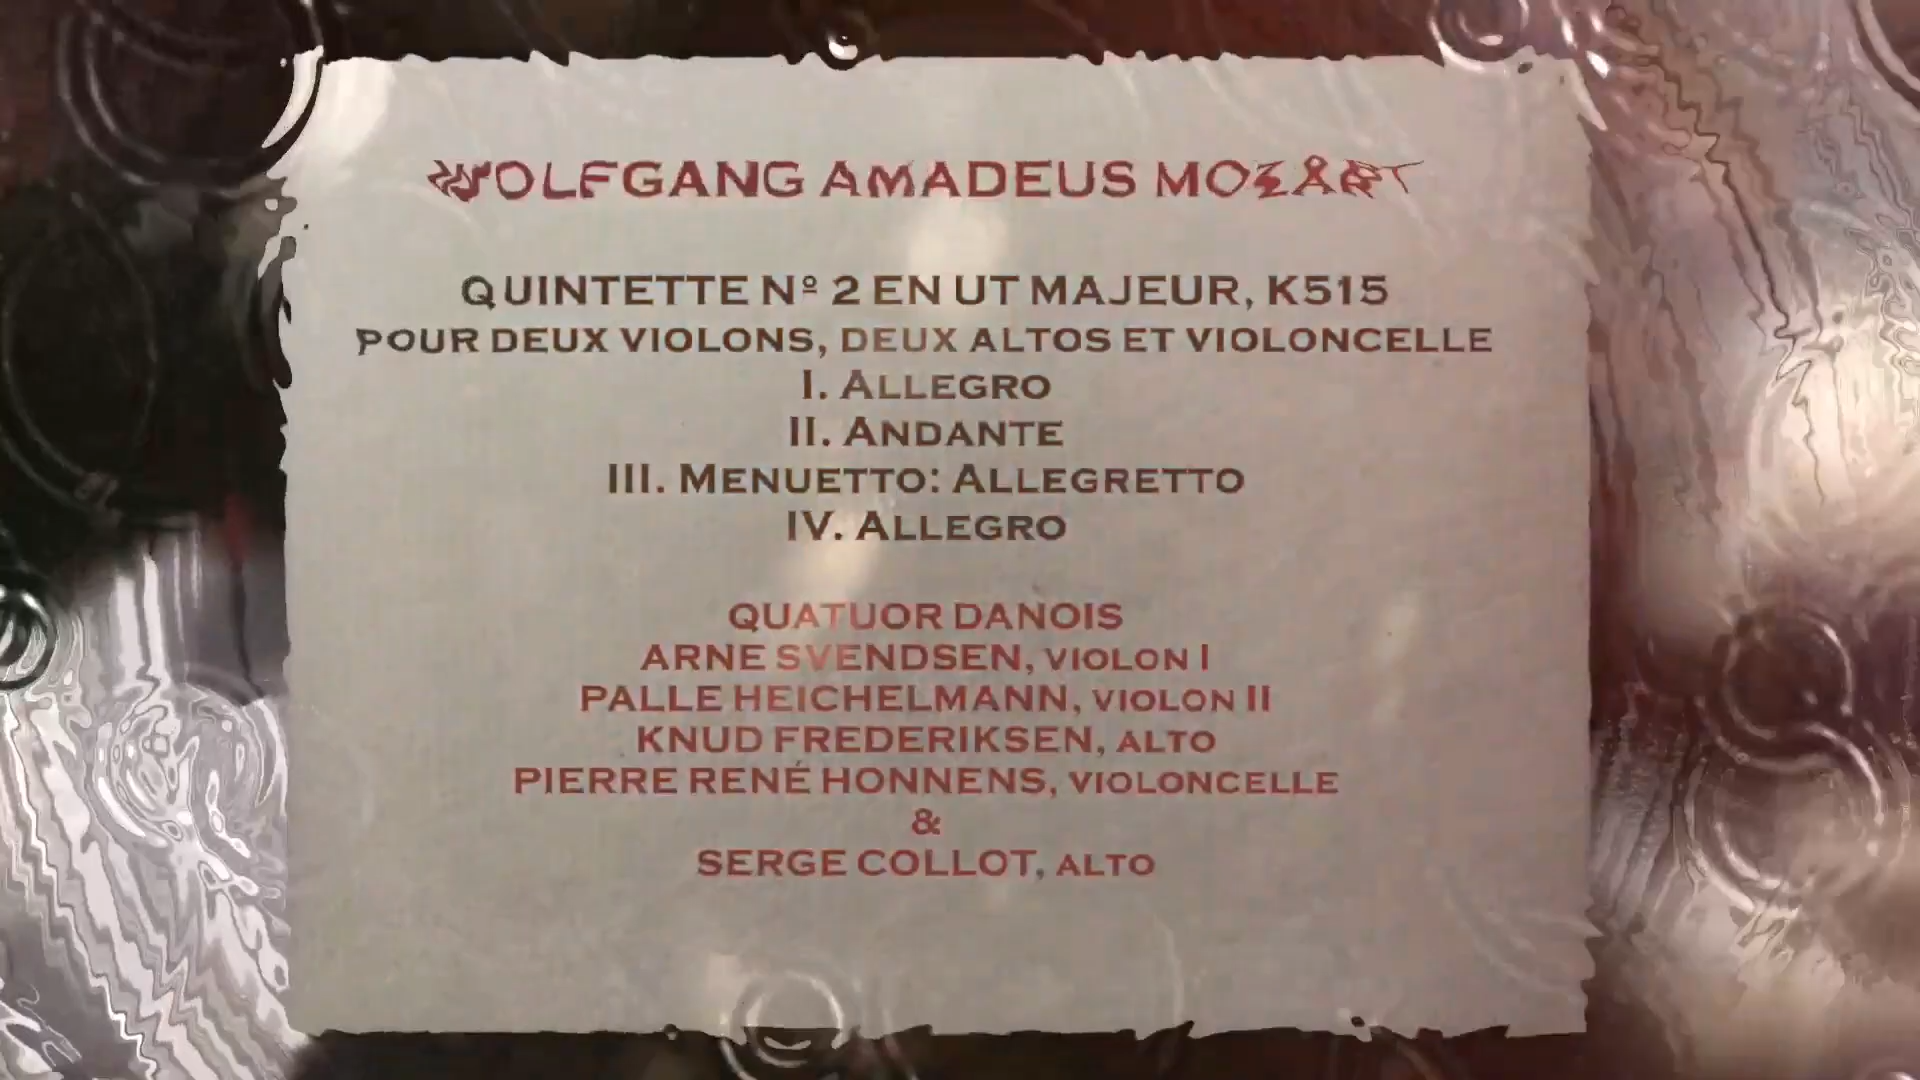 WOLFGANG AMADEUS MOZART
QUINTETTE Nº 2 EN UT MAJEUR, K515
POUR DEUX VIOLONS, DEUX ALTOS ET VIOLONCELLE
I. ALLEGRO
II. ANDANTE
III. MENUETTO: ALLEGRETTO
IV. ALLEGRO
QUATUOR DANOIS
ARNE SVENDSEN, VIOLON I
PALLE HEICHELMANN, VIOLON II
KNUD FREDERIKSEN, ALTO
PIERRE RENÉ HONNENS, VIOLONCELLE
&
SERGE COLLOT, ALTO